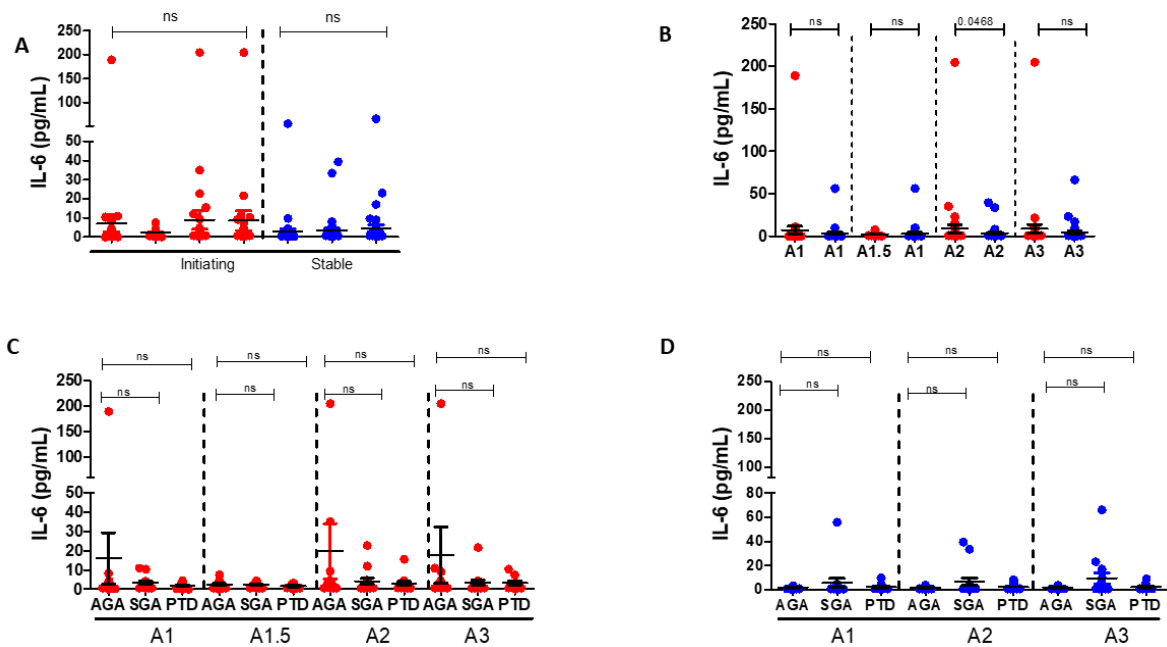 A
ns
ns
IL-6 (pg/mL)
250
200
150
100
50
40
30
20
10
0
Initiating
Stable
B
ns
ns
0.0468
ns
IL-6 (pg/mL)
250
200
150
100
50
0
A1
A1
A1.5
A1
A2
A2
A3
A3
C
ns
ns
ns
ns
ns
ns
ns
ns
IL-6 (pg/mL)
250
200
150
100
50
40
30
20
10
0
AGA SGA PTD
AGA SGA PTD
AGA SGA PTD
AGA SGA PTD
A1
A1.5
A2
A3
D
ns
ns
ns
ns
ns
ns
IL-6 (pg/mL)
250
200
150
100
80
60
40
20
0
AGA SGA PTD
AGA SGA PTD
AGA SGA PTD
A1
A2
A3